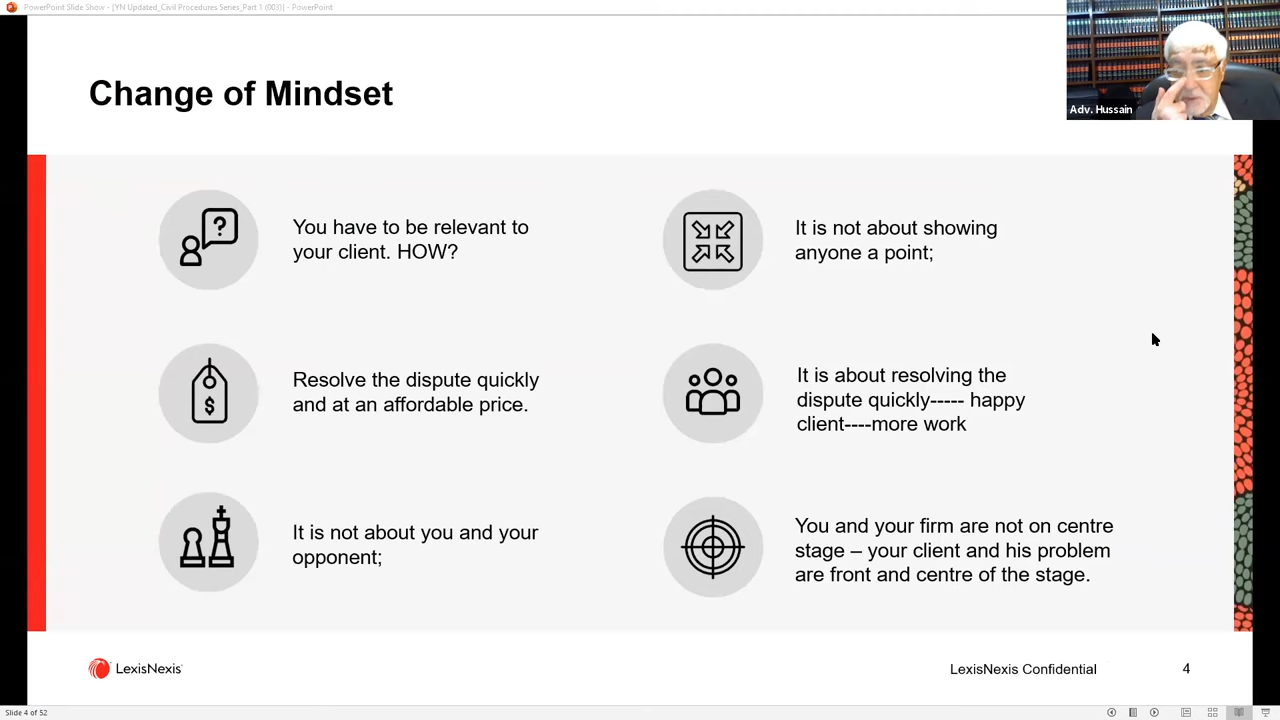 PowerPoint Slide Show - [YN Updated_Civil Procedures Series_Part 1 (003)] - PowerPoint
Change of Mindset
Adv. Hussain
?
You have to be relevant to
your client. HOW?
It is not about showing
anyone a point;
$
Resolve the dispute quickly
and at an affordable price.
It is about resolving the
dispute quickly----- happy
client----more work
It is not about you and your
opponent;
You and your firm are not on centre
stage – your client and his problem
are front and centre of the stage.
LexisNexis
LexisNexis Confidential
4
Slide 4 of 52